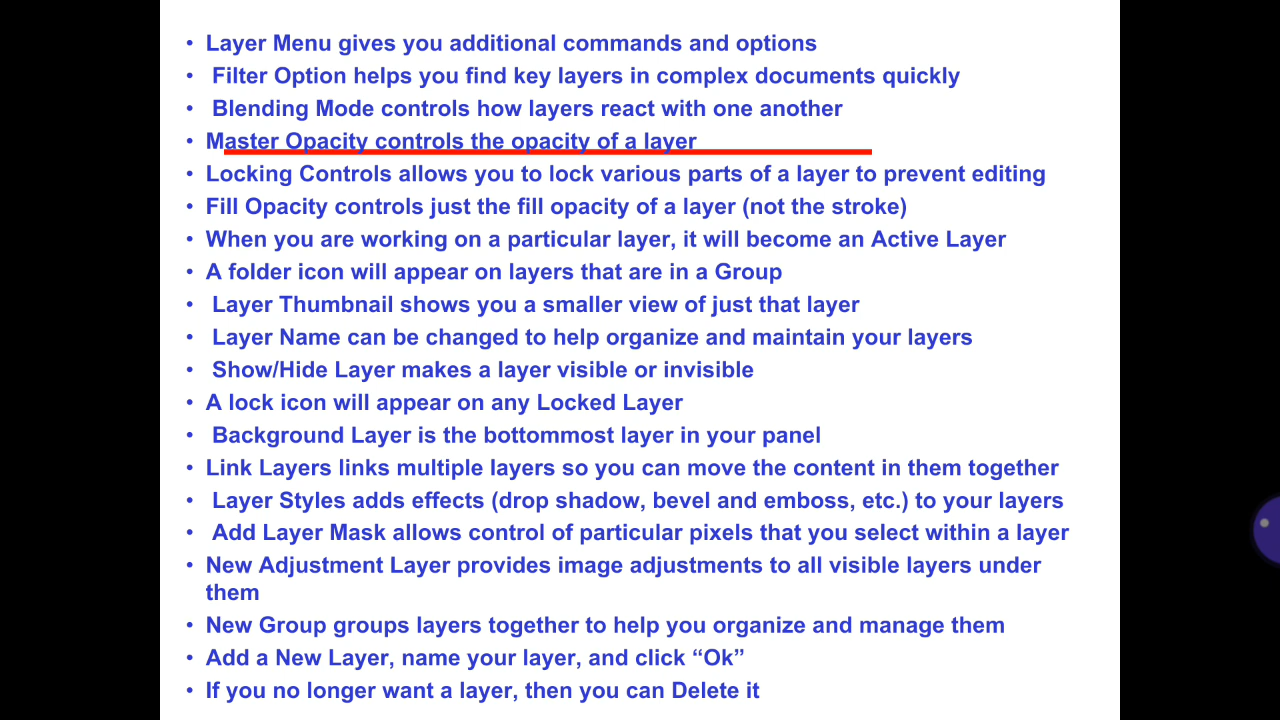 • Layer Menu gives you additional commands and options
• Filter Option helps you find key layers in complex documents quickly
• Blending Mode controls how layers react with one another
• Master Opacity controls the opacity of a layer
• Locking Controls allows you to lock various parts of a layer to prevent editing
• Fill Opacity controls just the fill opacity of a layer (not the stroke)
• When you are working on a particular layer, it will become an Active Layer
• A folder icon will appear on layers that are in a Group
• Layer Thumbnail shows you a smaller view of just that layer
• Layer Name can be changed to help organize and maintain your layers
• Show/Hide Layer makes a layer visible or invisible
• A lock icon will appear on any Locked Layer
• Background Layer is the bottommost layer in your panel
• Link Layers links multiple layers so you can move the content in them together
• Layer Styles adds effects (drop shadow, bevel and emboss, etc.) to your layers
• Add Layer Mask allows control of particular pixels that you select within a layer
• New Adjustment Layer provides image adjustments to all visible layers under
them
• New Group groups layers together to help you organize and manage them
• Add a New Layer, name your layer, and click “Ok”
• If you no longer want a layer, then you can Delete it